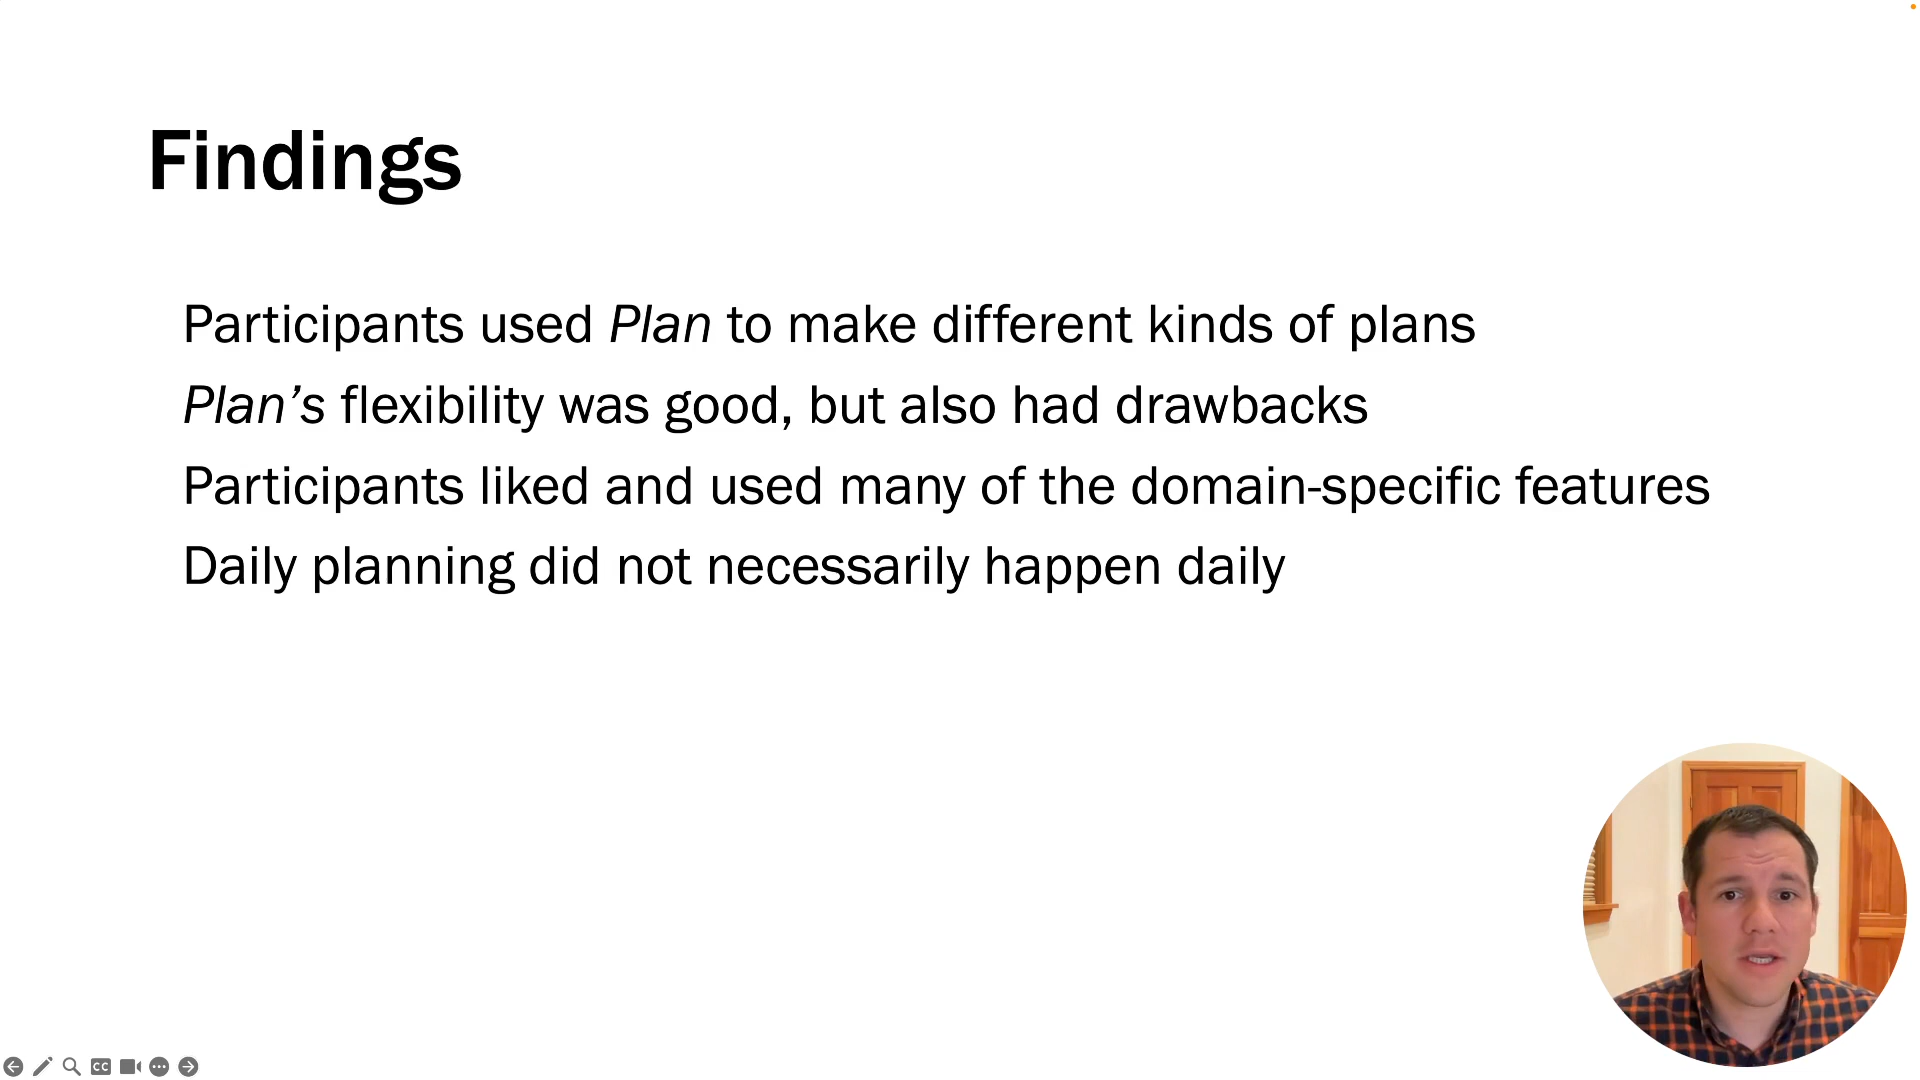 Findings
Participants used Plan to make different kinds of plans
Plan’s flexibility was good, but also had drawbacks
Participants liked and used many of the domain-specific features
Daily planning did not necessarily happen daily
CC